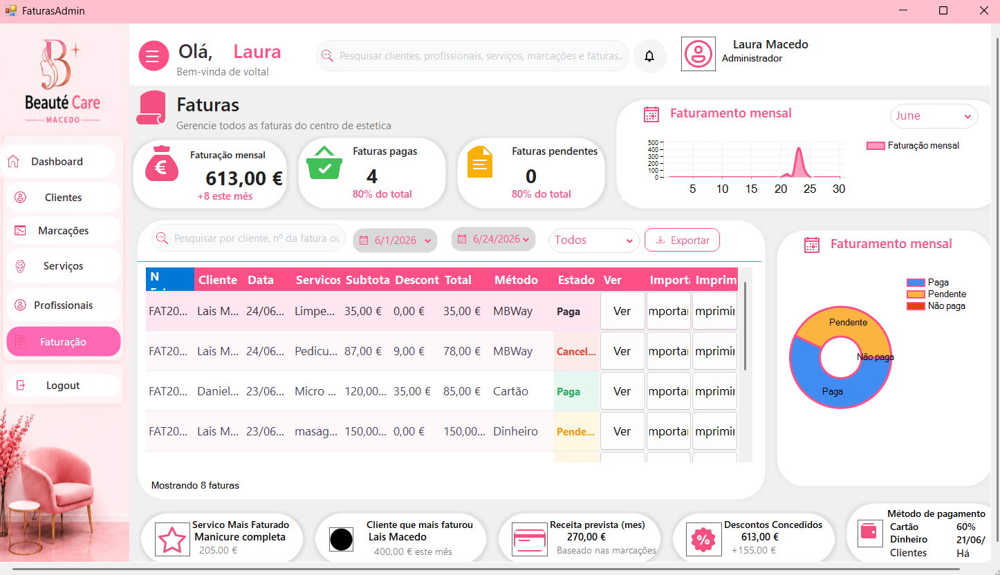 FaturasAdmin
B
Beauté Care
MACEDO
Dashboard
Clientes
Marcações
Serviços
Profissionais
Faturação
Logout
Olá, Laura
Bem-vinda de volta!
Pesquisar clientes, profissionais, serviços, marcações e faturas..
Laura Macedo
Administrador
Faturas
Gerencie todos as faturas do centro de estetica
Faturação mensal
613,00 €
+8 este mês
Faturas pagas
4
80% do total
Faturas pendentes
0
80% do total
Faturamento mensal
June
500
400
300
200
100
0
5 10 15 20 25 30
Faturação mensal
Pesquisar por cliente, nº da fatura ou
6/1/2026
6/24/2026
Todos
Exportar
N Cliente Data Servicos Subtota Descont Total Método Estado Ver Importa Imprim
FAT20... Lais M... 24/06... Limpe... 35,00 € 0,00 € 35,00 € MBWay Paga Ver mportar mprimir
FAT20... Lais M... 24/06... Pedicu... 87,00 € 9,00 € 78,00 € MBWay Cancel... Ver mportar mprimir
FAT20... Daniel... 23/06... Micro ... 120,00... 35,00 € 85,00 € Cartão Paga Ver mportar mprimir
FAT20... Lais M... 23/06... masag... 150,00... 0,00 € 150,00... Dinheiro Pende... Ver mportar mprimir
Mostrando 8 faturas
Faturamento mensal
Paga
Pendente
Não paga
Pendente
Não paga
Paga
Servico Mais Faturado
Manicure completa
205,00 €
Cliente que mais faturou
Lais Macedo
400,00 € este mês
Receita prevista (mes)
270,00 €
Baseado nas marcações
Descontos Concedidos
613,00 €
+155,00 €
Método de pagamento
Cartão 60%
Dinheiro 21/06/
Clientes Há